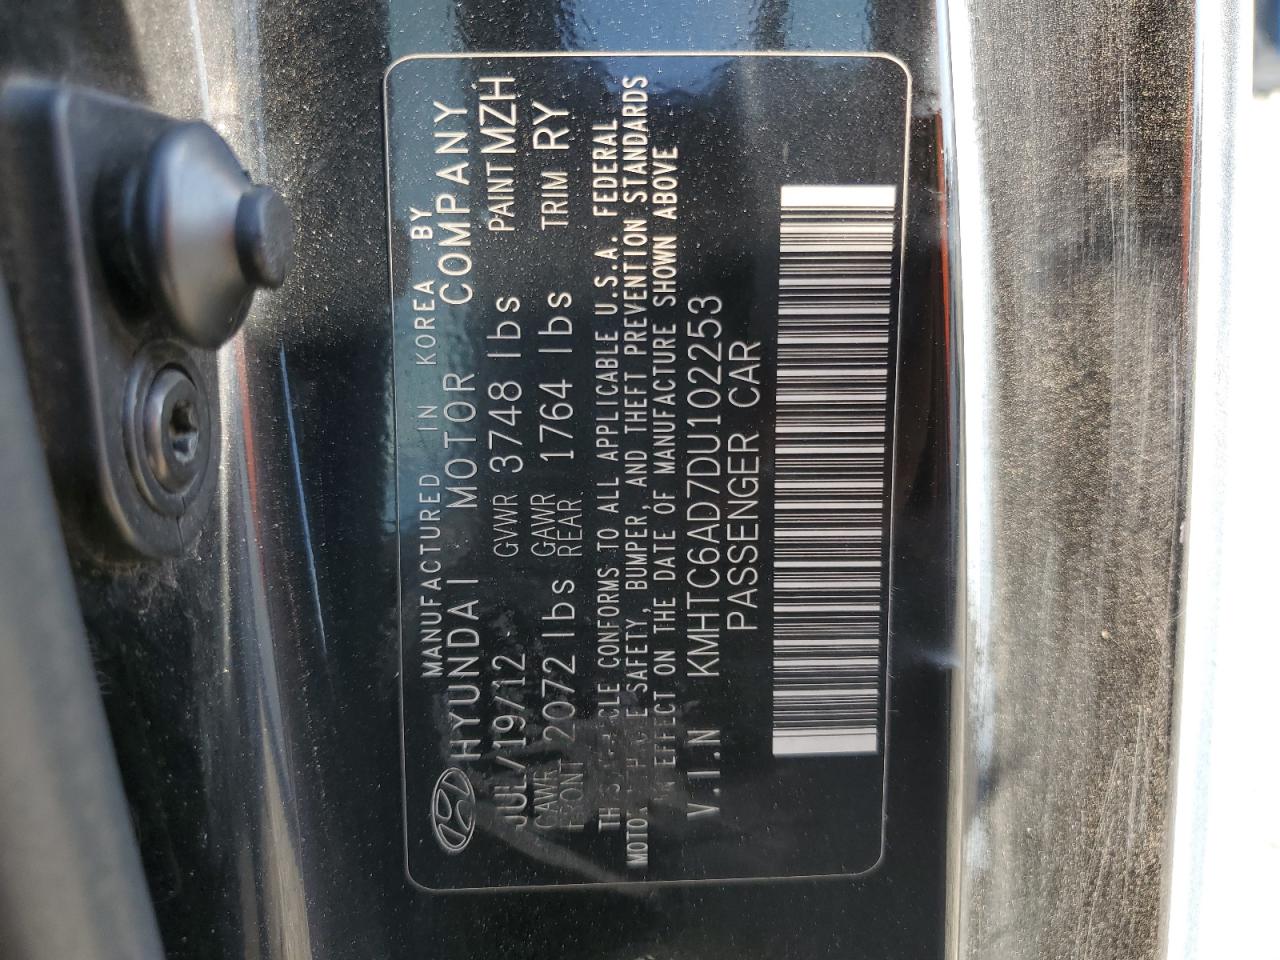 MANUFACTURED IN KOREA BY
HYUNDAI MOTOR COMPANY
JUL/19/12 GVWR 3748 lbs PAINT MZH
GAWR FRONT 2072 lbs GAWR REAR 1764 lbs TRIM RY
CONFORMS TO ALL APPLICABLE U.S.A. FEDERAL
SAFETY, BUMPER, AND THEFT PREVENTION STANDARDS
EFFECT ON THE DATE OF MANUFACTURE SHOWN ABOVE
V.I.N KMHTC6AD7DU102253
PASSENGER CAR